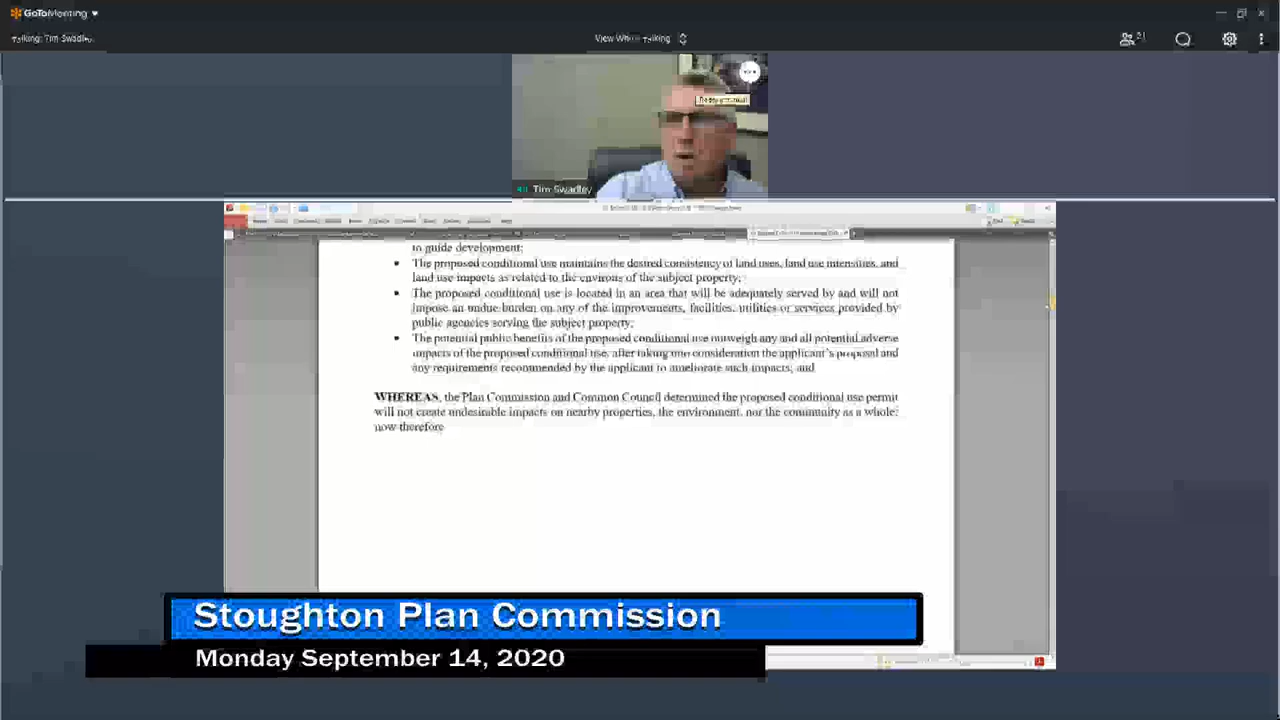 GoToMeeting
Talking: Tim Swadley
View Who's Talking
Tim Swadley
to guide development;
• The proposed conditional use maintains the desired consistency of land uses, land use intensities, and
land use impacts as related to the environs of the subject property;
• The proposed conditional use is located in an area that will be adequately served by and will not
impose an undue burden on any of the improvements, facilities, utilities or services provided by
public agencies serving the subject property;
• The potential public benefits of the proposed conditional use outweigh any and all potential adverse
impacts of the proposed conditional use, after taking into consideration the applicant's proposal and
any requirements recommended by the applicant to ameliorate such impacts; and
WHEREAS, the Plan Commission and Common Council determined the proposed conditional use permit
will not create undesirable impacts on nearby properties, the environment, nor the community as a whole;
now therefore
Stoughton Plan Commission
Monday September 14, 2020